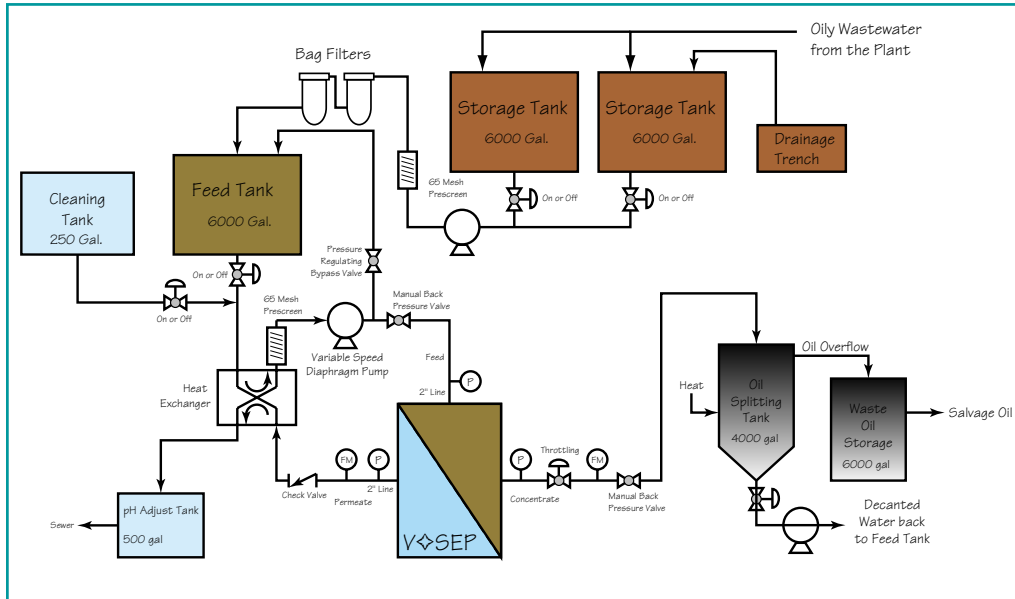 Oily Wastewater
from the Plant
Bag Filters
Storage Tank
6000 Gal.
Storage Tank
6000 Gal.
Drainage
Trench
65 Mesh
Prescreen
On or Off
On or Off
Cleaning
Tank
250 Gal.
Feed Tank
6000 Gal.
On or Off
On or Off
Pressure
Regulating
Bypass Valve
65 Mesh
Prescreen
Manual Back
Pressure Valve
Variable Speed
Diaphragm Pump
Feed
2" Line
P
Heat
Exchanger
Oil Overflow
Heat
Oil
Splitting
Tank
4000 gal
Waste
Oil
Storage
6000 gal
Salvage Oil
FM
P
2" Line
Permeate
Check Valve
P
Throttling
FM
Concentrate
Manual Back
Pressure Valve
pH Adjust Tank
500 gal
Sewer
V✧SEP
Decanted
Water back
to Feed Tank